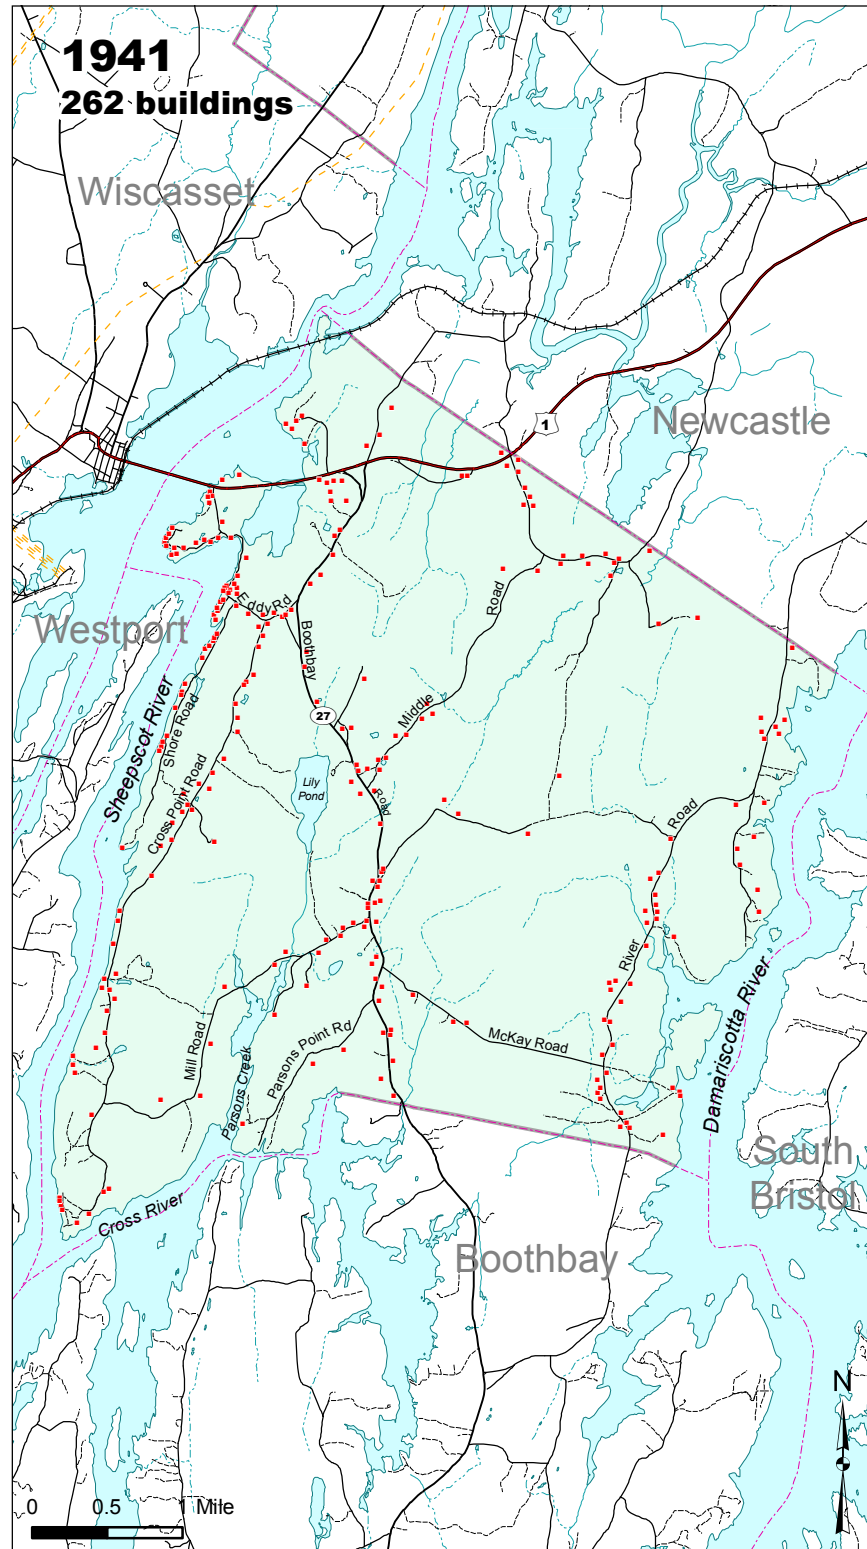 1941
262 buildings
Wiscasset
1
Newcastle
Eddy Rd
Road
Westport
Boothbay
Sheepscot River
Shore Road
Middle
27
Cross Point Road
Lily
Pond
Road
Road
River
Damariscotta River
Mill Road
Parsons Creek
Parsons Point Rd
McKay Road
South
Bristol
Cross River
Boothbay
N
0 0.5 1 Mile